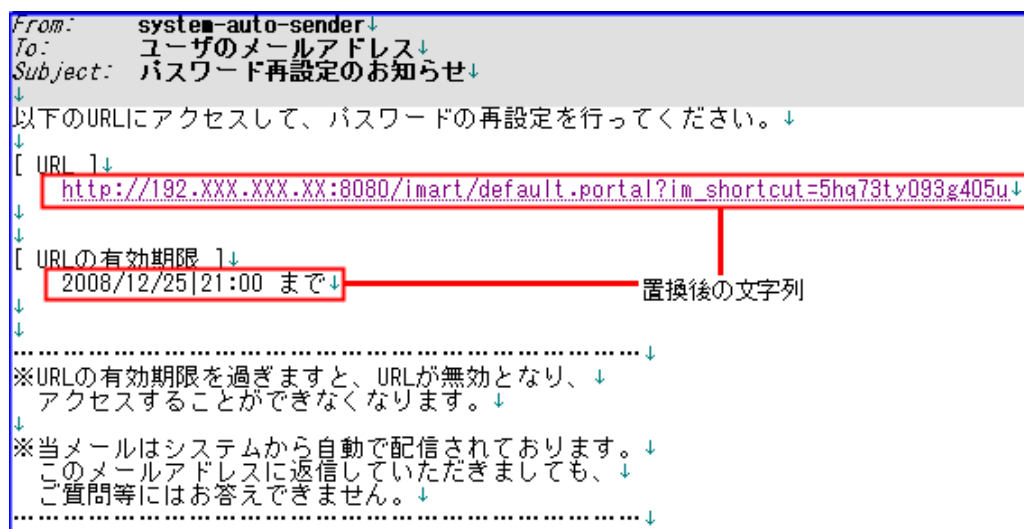 From: system-auto-sender↓
To: ユーザのメールアドレス↓
Subject: パスワード再設定のお知らせ↓
↓
以下のURLにアクセスして、パスワードの再設定を行ってください。↓
↓
[ URL ]↓
http://192.XXX.XXX.XX:8080/imart/default.portal?im_shortcut=5hq73ty093g405u↓
↓
↓
[ URLの有効期限 ]↓
2008/12/25|21:00 まで↓
置換後の文字列
↓
↓
………………………………………………………………↓
※URLの有効期限を過ぎますと、URLが無効となり、↓
アクセスすることができなくなります。↓
↓
※当メールはシステムから自動で配信されております。↓
このメールアドレスに返信していただきましても、↓
ご質問等にはお答えできません。↓
………………………………………………………………↓